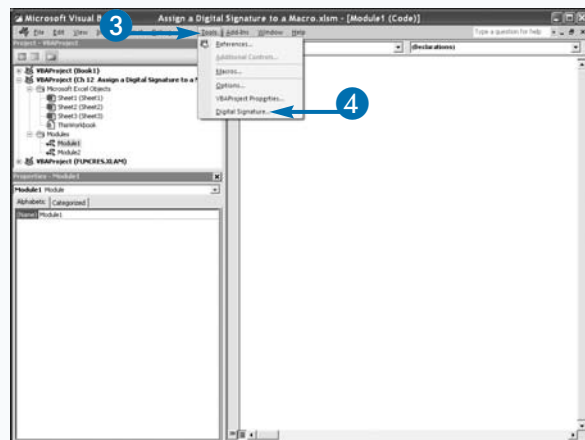 Microsoft Visual B
Assign a Digital Signature to a Macro.xlsm - [Module1 (Code)]
3
File Edit View
Tools Add-Ins Window Help
Type a question for help
Project - VBAProject
(Declarations)
References...
Additional Controls...
Macros...
Options...
VBAProject Properties...
Digital Signature...
4
VBAProject (Book1)
VBAProject (Ch 12 Assign a Digital Signature to a M
Microsoft Excel Objects
Sheet1 (Sheet1)
Sheet2 (Sheet2)
Sheet3 (Sheet3)
ThisWorkbook
Modules
Module1
Module2
VBAProject (FUNCRES.XLAM)
Properties - Module1
Module1 Module
Alphabetic Categorized
(Name) Module1